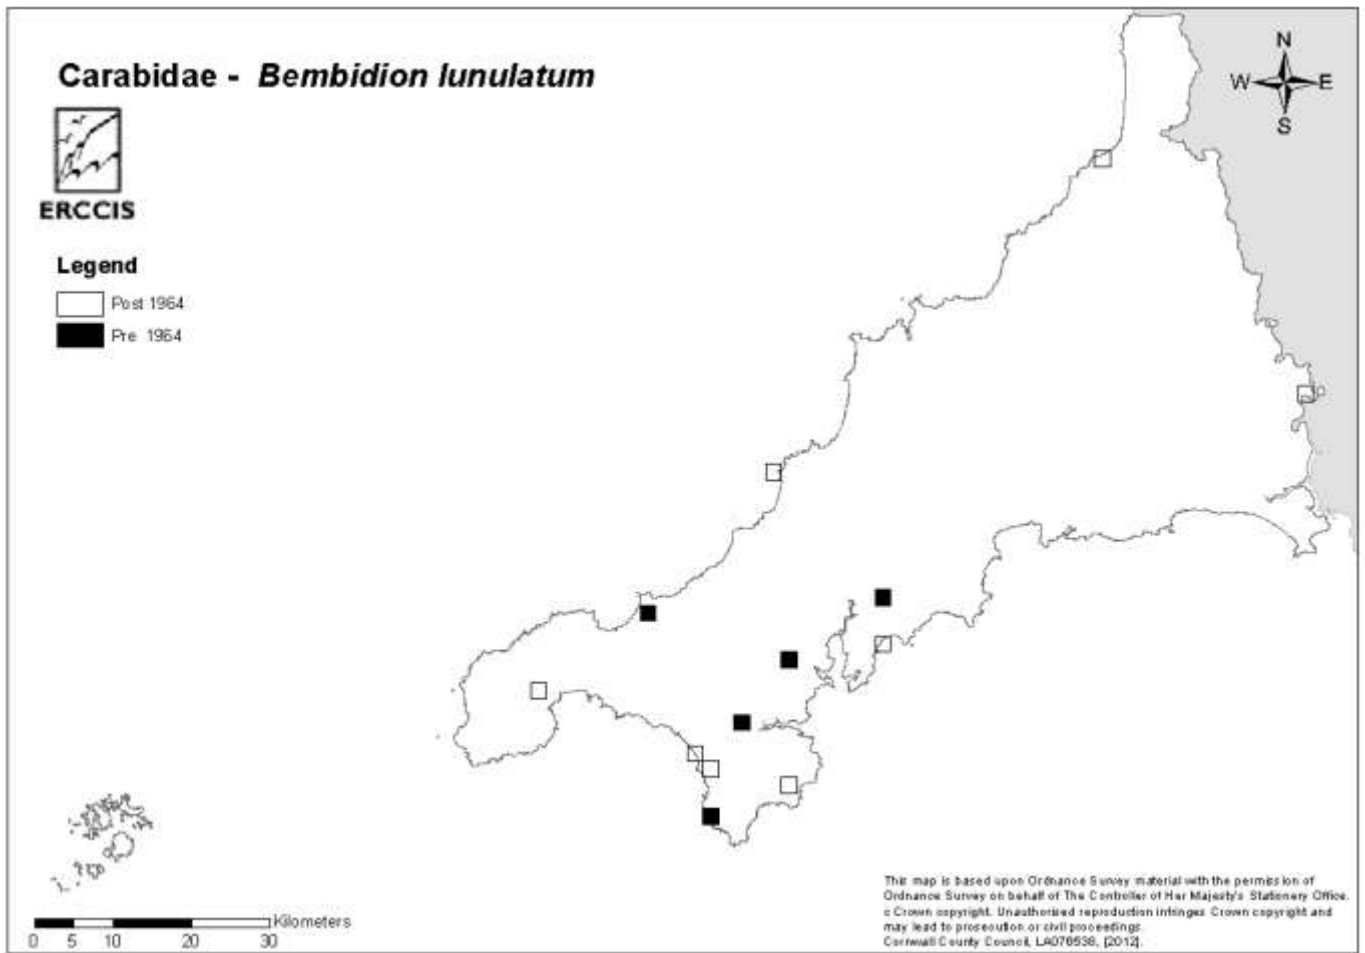 Carabidae - Bembidion lunulatum
N
W E
S
ERCCIS
Legend
Post 1964
Pre 1964
This map is based upon Ordnance Survey material with the permission of
Ordnance Survey on behalf of The Controller of Her Majesty's Stationery Office.
c Crown copyright. Unauthorised reproduction infringes Crown copyright and
may lead to prosecution or civil proceedings.
Cornwall County Council, LA076538, [2012].
Kilometers
0 5 10 20 30